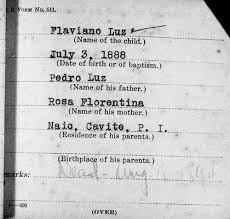 I. E. Form No. 511.
Flaviano Luz
(Name of the child.)
July 3, 1888
(Date of birth or of baptism.)
Pedro Luz
(Name of his father.)
Rosa Florentina
(Name of his mother.)
Naic, Cavite, P. I.
(Residence of his parents.)
(Birthplace of his parents.)
marks: Dead - Aug
(OVER)